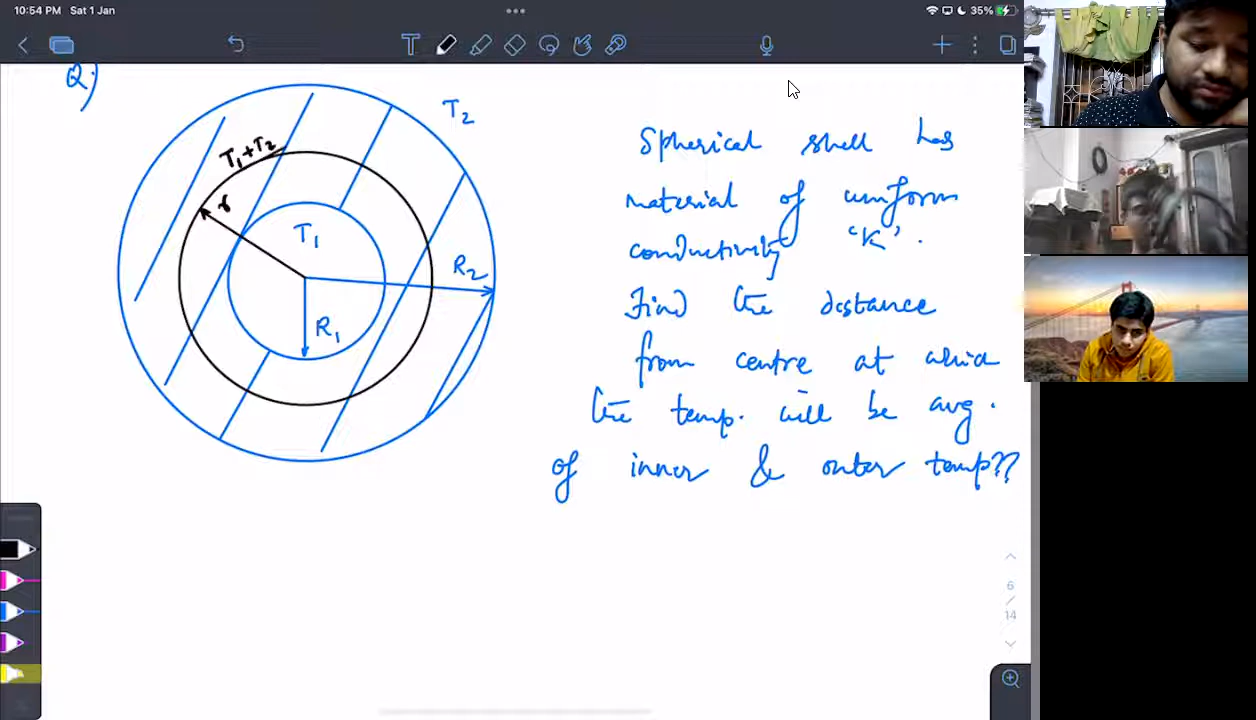 10:54 PM Sat 1 Jan
35%
Q)
T2
T1+T2
r
T1
R2
R1
Spherical shell has
material of uniform
conductivity 'K'.
Find the distance
from centre at which
the temp. will be avg.
of inner & outer temp??
6
/
14